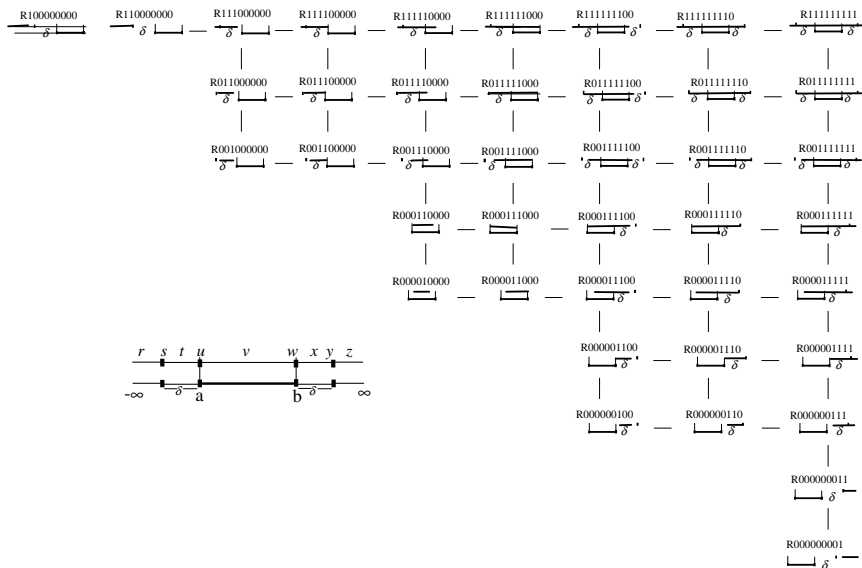 R100000000 R110000000 R111000000 R111100000 R111110000 R111111000 R111111100 R111111110 R111111111
δ δ δ δ δ δ δ δ δ δ δ δ
R011000000 R011100000 R011110000 R011111000 R011111100 R011111110 R011111111
δ δ δ δ δ δ δ δ δ δ
R001000000 R001100000 R001110000 R001111000 R001111100 R001111110 R001111111
δ δ δ δ δ δ δ δ δ δ
R000110000 R000111000 R000111100 R000111110 R000111111
δ δ δ
R000010000 R000011000 R000011100 R000011110 R000011111
δ δ δ
r s t u v w x y z
R000001100 R000001110 R000001111
δ δ δ
δ δ
-∞ a b ∞
R000000100 R000000110 R000000111
δ δ δ
R000000011
δ
R000000001
δ